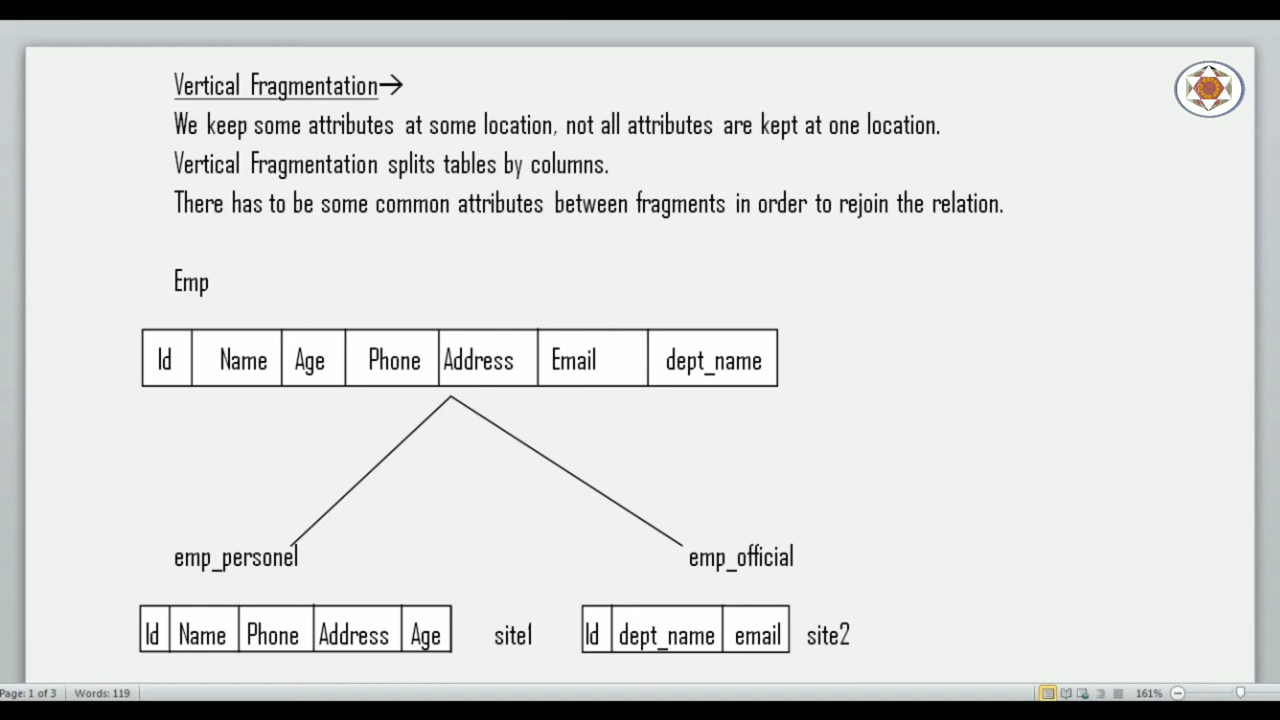 Vertical Fragmentation→
We keep some attributes at some location, not all attributes are kept at one location.
Vertical Fragmentation splits tables by columns.
There has to be some common attributes between fragments in order to rejoin the relation.
Emp
Id Name Age Phone Address Email dept_name
emp_personel emp_official
Id Name Phone Address Age site1 Id dept_name email site2
Page: 1 of 3 Words: 119 161%